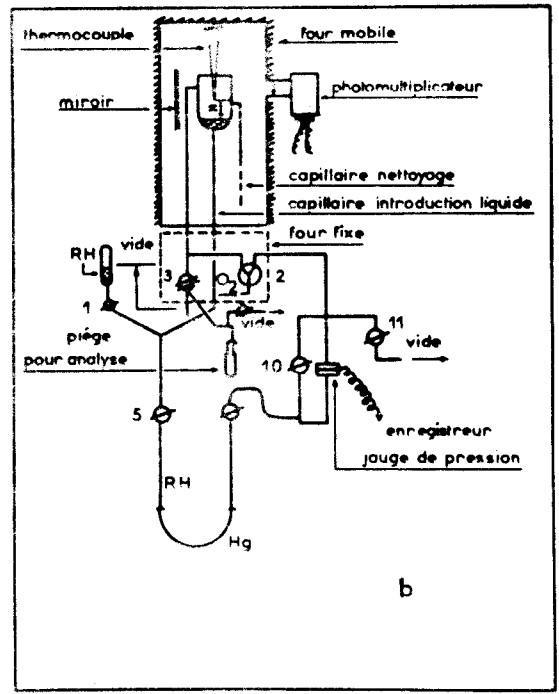 thermocouple
four mobile
photomultiplicateur
miroir
capillaire nettoyage
capillaire introduction liquide
four fixe
vide
RH
3
2
2
1
vide
11
piége
pour analyse
vide
10
5
enregistreur
jauge de pression
RH
Hg
b